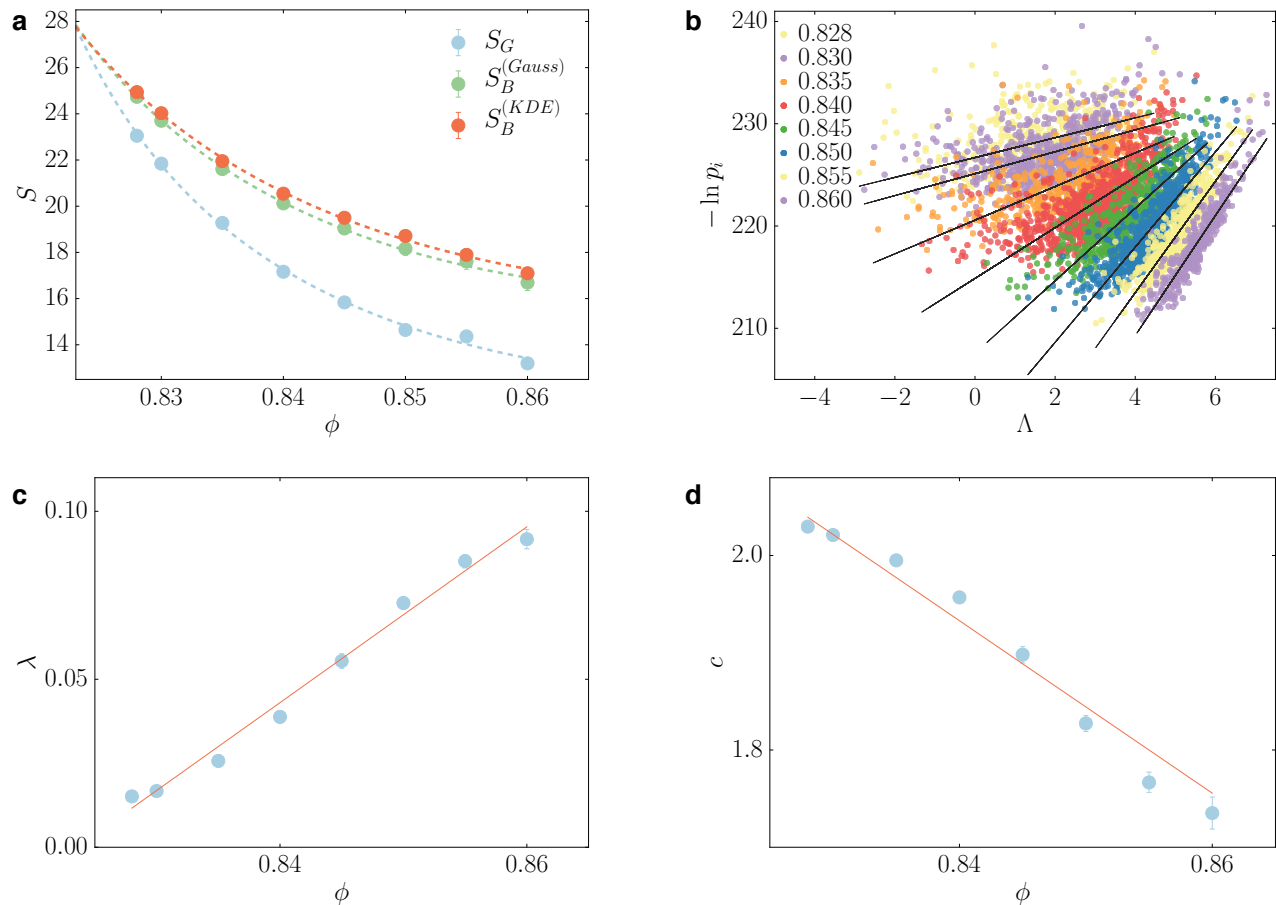 a
28
26
24
22
20
18
16
14
S
0.83
0.84
0.85
0.86
ϕ
S_G
S_B^(Gauss)
S_B^(KDE)
b
240
230
220
210
− ln p_i
0.828
0.830
0.835
0.840
0.845
0.850
0.855
0.860
−4
−2
0
2
4
6
Λ
c
0.10
0.05
0.00
λ
0.84
0.86
ϕ
d
2.0
1.8
c
0.84
0.86
ϕ